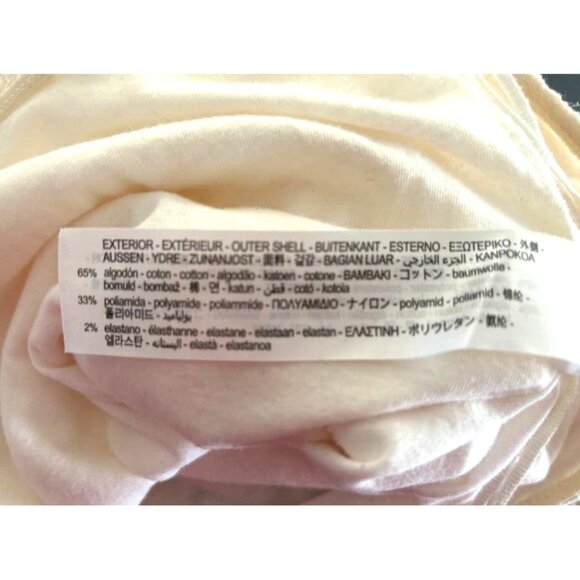 EXTERIOR - EXTÉRIEUR - OUTER SHELL - BUITENKANT - ESTERNO - ΕΞΩΤΕΡΙΚΟ - 外側 -
AUSSEN - YDRE - ZUNANJOST - 面料 - 겉감 - BAGIAN LUAR - الجزء الخارجي - KANPOKOA
65% algodón - coton - cotton - algodão - katoen - cotone - BAMBAKI - コットン - baumwolle -
bomuld - bombaž - 棉 - 면 - katun - قطن - cotó - kotoia
33% poliamida - polyamide - poliammide - ΠΟΛΥΑΜΙΔΙΟ - ナイロン - polyamid - poliamid - 锦纶 -
폴리아미드 - بولياميد
2% elastano - élasthanne - elastane - elastaan - elastan - ΕΛΑΣΤΙΝΗ - ポリウレタン - 氨纶 -
엘라스탄 - اليستانه - elastà - elastanoa